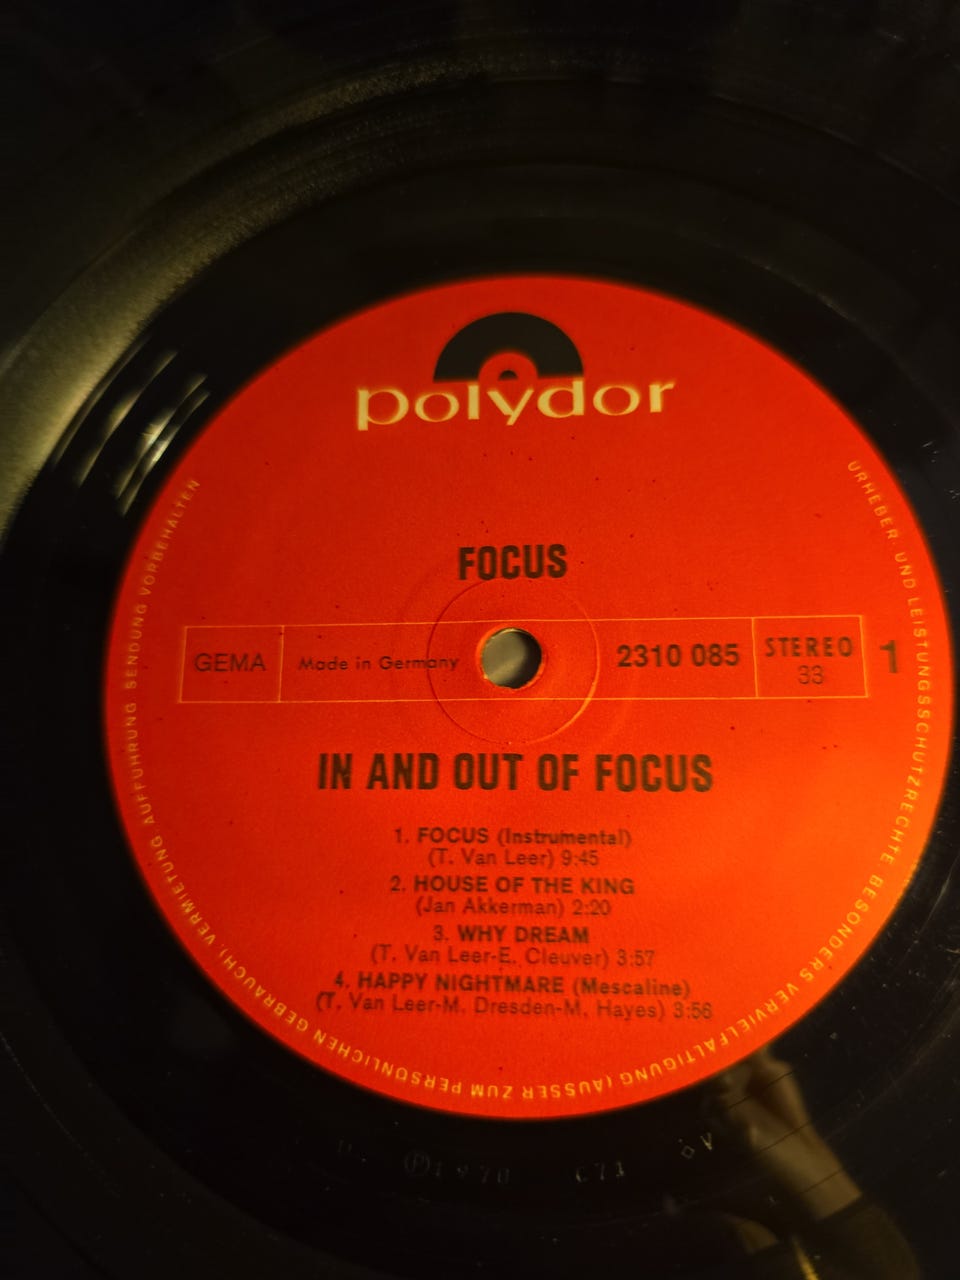 polydor
FOCUS
GEMA
Made in Germany
2310 085
STEREO
33
1
IN AND OUT OF FOCUS
1. FOCUS (Instrumental)
(T. Van Leer) 9:45
2. HOUSE OF THE KING
(Jan Akkerman) 2:20
3. WHY DREAM
(T. Van Leer-E. Cleuver) 3:57
4. HAPPY NIGHTMARE (Mescaline)
(T. Van Leer-M. Dresden-M. Hayes) 3:56
URHEBER- UND LEISTUNGSSCHUTZRECHTE, BESONDERS VERVIELFÄLTIGUNG (AUSSER ZUM PERSÖNLICHEN GEBRAUCH), VERMIETUNG, AUFFÜHRUNG, SENDUNG VORBEHALTEN
Ⓟ 1970